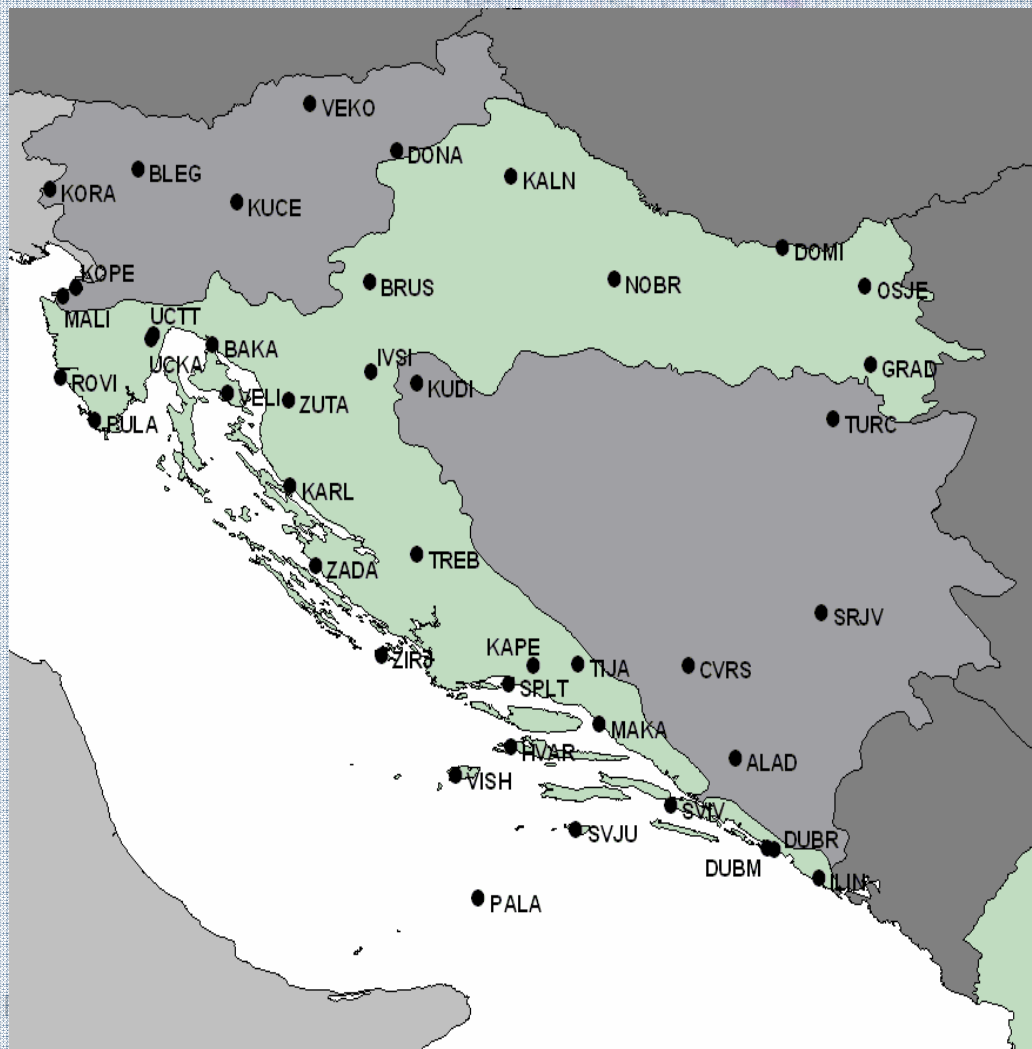 VEKO
DONA
BLEG
KALN
KORA
KUCE
DOMI
KOPE
BRUS
NOBR
OSJE
MALI
UCTT
BAKA
UCKA
IVSI
GRAD
ROVI
KUDI
VELI
ZUTA
PULA
TURC
KARL
TREB
ZADA
SRJV
KAPE
ZIRJ
TIJA
CVRS
SPLT
MAKA
HVAR
ALAD
VISH
SVIV
SVJU
DUBR
DUBM
ILIN
PALA